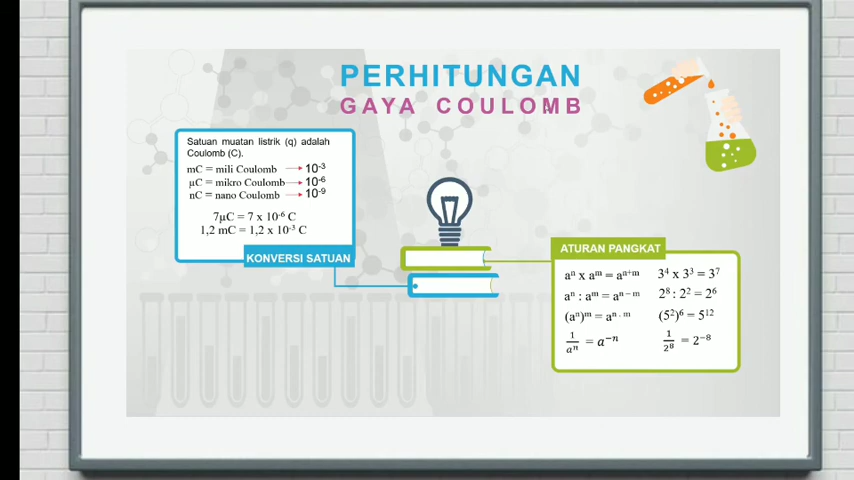 PERHITUNGAN
GAYA COULOMB
Satuan muatan listrik (q) adalah
Coulomb (C).
mC = mili Coulomb → 10⁻³
µC = mikro Coulomb → 10⁻⁶
nC = nano Coulomb → 10⁻⁹
7µC = 7 x 10⁻⁶ C
1,2 mC = 1,2 x 10⁻³ C
KONVERSI SATUAN
ATURAN PANGKAT
aⁿ x aᵐ = aⁿ⁺ᵐ 3⁴ x 3³ = 3⁷
aⁿ : aᵐ = aⁿ ⁻ ᵐ 2⁸ : 2² = 2⁶
(aⁿ)ᵐ = aⁿ · ᵐ (5²)⁶ = 5¹²
1/aⁿ = a⁻ⁿ 1/2⁸ = 2⁻⁸